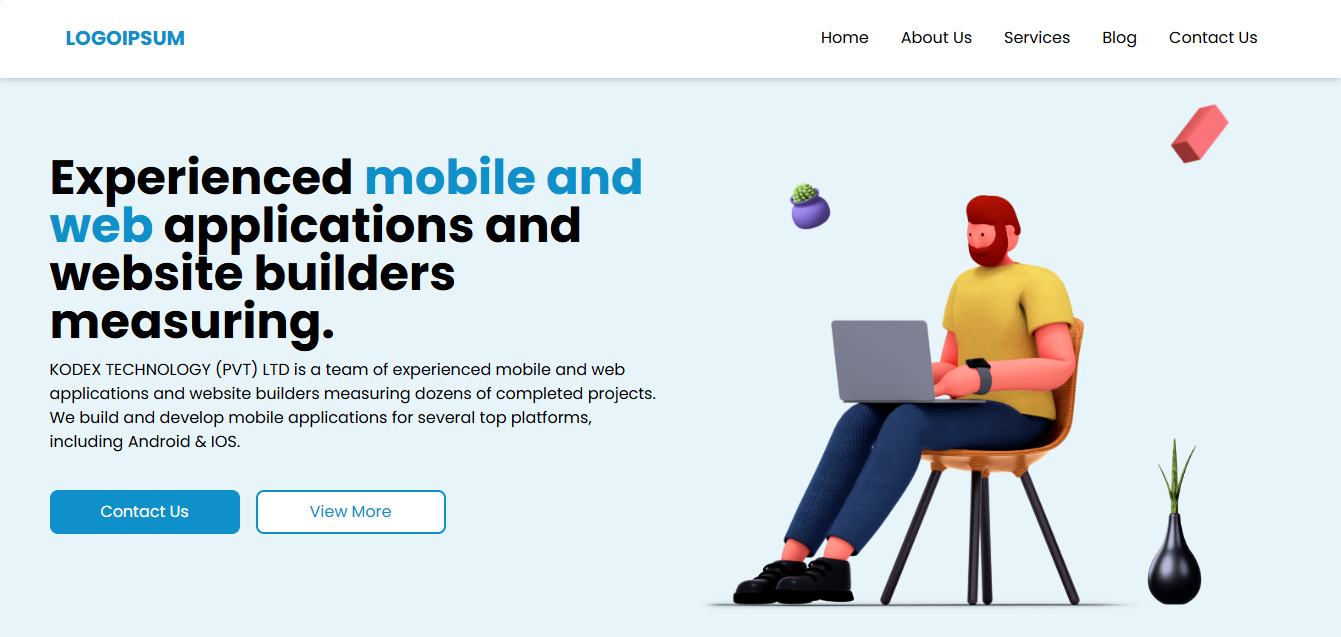 LOGOIPSUM
Home About Us Services Blog Contact Us
Experienced mobile and
web applications and
website builders
measuring.
KODEX TECHNOLOGY (PVT) LTD is a team of experienced mobile and web
applications and website builders measuring dozens of completed projects.
We build and develop mobile applications for several top platforms,
including Android & IOS.
Contact Us View More